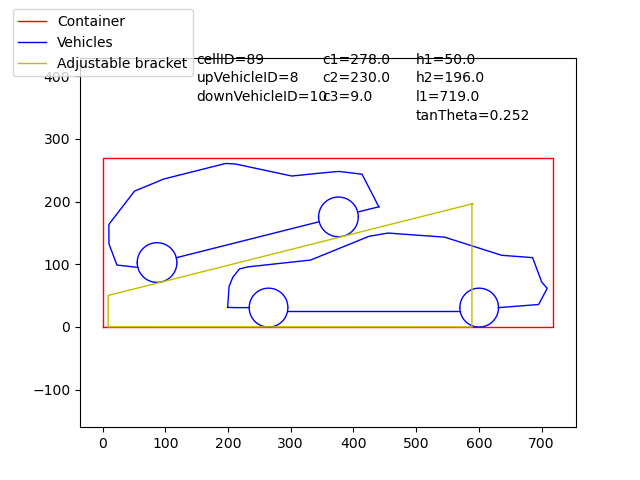 Container
Vehicles
Adjustable bracket
cellID=89 c1=278.0 h1=50.0
upVehicleID=8 c2=230.0 h2=196.0
downVehicleID=10 c3=9.0 l1=719.0
tanTheta=0.252
400
300
200
100
0
−100
0 100 200 300 400 500 600 700